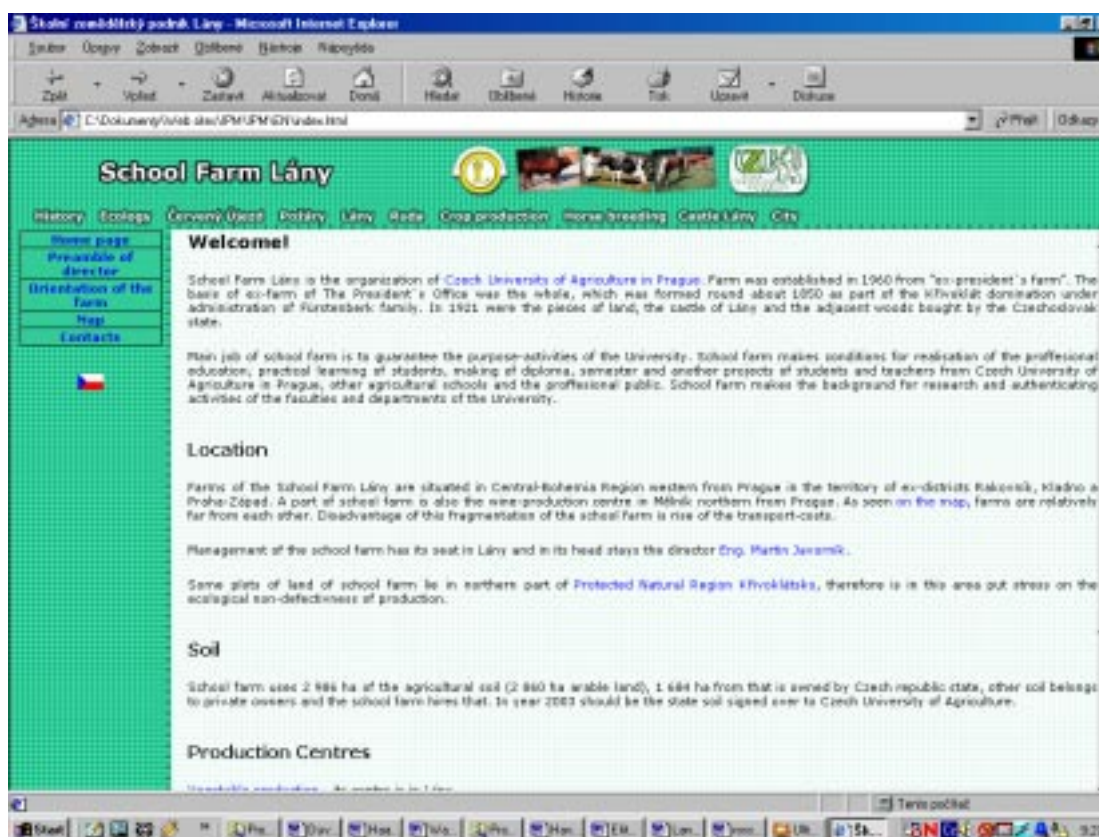 Školní zemědělský podnik Lány - Microsoft Internet Explorer
Soubor Úpravy Zobrazit Oblíbené Nástroje Nápověda
Zpět Vpřed Zastavit Aktualizovat Domů Hledat Oblíbené Historie Tisk Upravit Diskuse
Adresa C:\Dokumenty\Web sites\IPM\IPM\EN\index.html Přejít Odkazy
School Farm Lány
History Ecology Červený Újezd Požáry Lány Ruda Crop production Horse breeding Castle Lány City
Home page
Preamble of
director
Orientation of the
farm
Map
Contacts
Welcome!
School Farm Lány is the organization of Czech University of Agriculture in Prague. Farm was established in 1960 from "ex-president`s farm". The
basis of ex-farm of The President`s Office was the whole, which was formed round about 1850 as part of the Křivoklát domination under
administration of Fürstenberk family. In 1921 were the pieces of land, the castle of Lány and the adjacent woods bought by the Czechoslovak
state.
Main job of school farm is to guarantee the purpose-activities of the University. School farm makes conditions for realisation of the proffesional
education, practical learning of students, making of diploma, semester and another projects of students and teachers from Czech University of
Agriculture in Prague, other agricultural schools and the proffesional public. School farm makes the background for research and authenticating
activities of the faculties and departments of the University.
Location
Farms of the School Farm Lány are situated in Central-Bohemia Region western from Prague in the territory of ex-districts Rakovník, Kladno a
Praha-Západ. A part of school farm is also the wine-production centre in Mělník northern from Prague. As seen on the map, farms are relatively
far from each other. Disadvantage of this fragmentation of the school farm is rise of the transport-costs.
Management of the school farm has its seat in Lány and in its head stays the director Eng. Martin Javorník.
Some plots of land of school farm lie in northern part of Protected Natural Region Křivoklátsko, therefore is in this area put stress on the
ecological non-defectivness of production.
Soil
School farm uses 2 986 ha of the agricultural soil (2 860 ha arable land), 1 684 ha from that is owned by Czech republic state, other soil belongs
to private owners and the school farm hires that. In year 2003 should be the state soil signed over to Czech University of Agriculture.
Production Centres
Tento počítač
Start